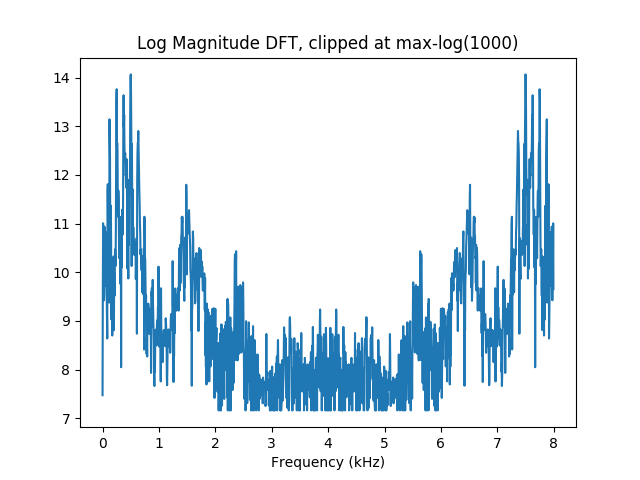 Log Magnitude DFT, clipped at max-log(1000)
14
13
12
11
10
9
8
7
0 1 2 3 4 5 6 7 8
Frequency (kHz)